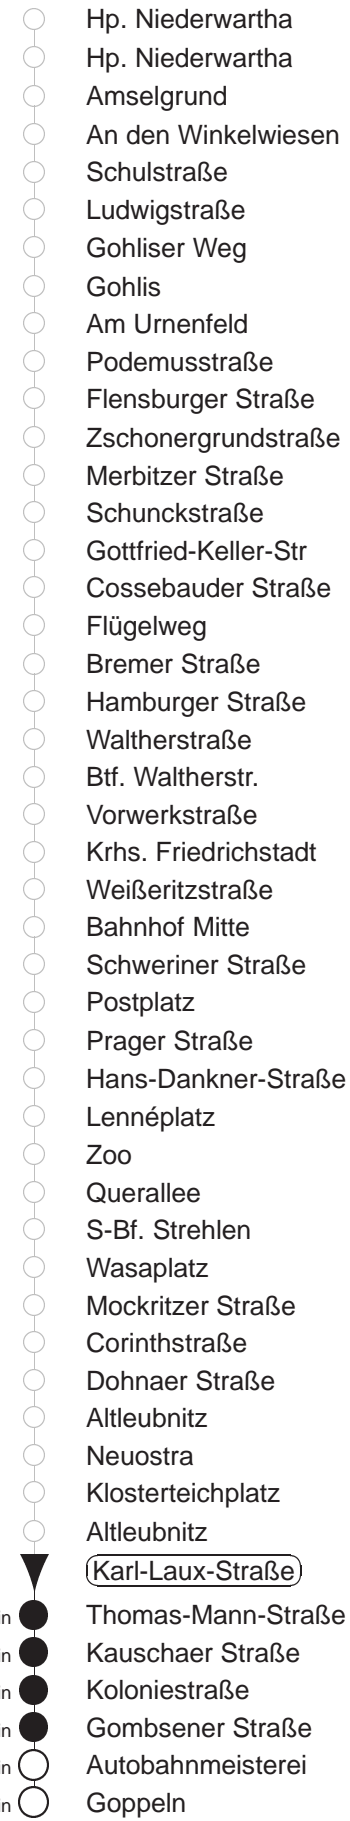 Hp. Niederwartha
Hp. Niederwartha
Amselgrund
An den Winkelwiesen
Schulstraße
Ludwigstraße
Gohliser Weg
Gohlis
Am Urnenfeld
Podemusstraße
Flensburger Straße
Zschonergrundstraße
Merbitzer Straße
Schunckstraße
Gottfried-Keller-Str
Cossebauder Straße
Flügelweg
Bremer Straße
Hamburger Straße
Waltherstraße
Btf. Waltherstr.
Vorwerkstraße
Krhs. Friedrichstadt
Weißeritzstraße
Bahnhof Mitte
Schweriner Straße
Postplatz
Prager Straße
Hans-Dankner-Straße
Lennéplatz
Zoo
Querallee
S-Bf. Strehlen
Wasaplatz
Mockritzer Straße
Corinthstraße
Dohnaer Straße
Altleubnitz
Neuostra
Klosterteichplatz
Altleubnitz
Karl-Laux-Straße
Thomas-Mann-Straße
Kauschaer Straße
Koloniestraße
Gombsener Straße
Autobahnmeisterei
Goppeln